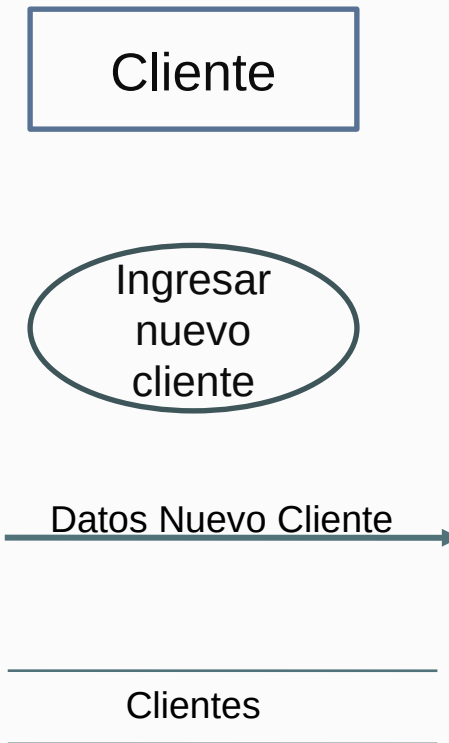 Cliente
Ingresar
nuevo
cliente
Datos Nuevo Cliente
Clientes